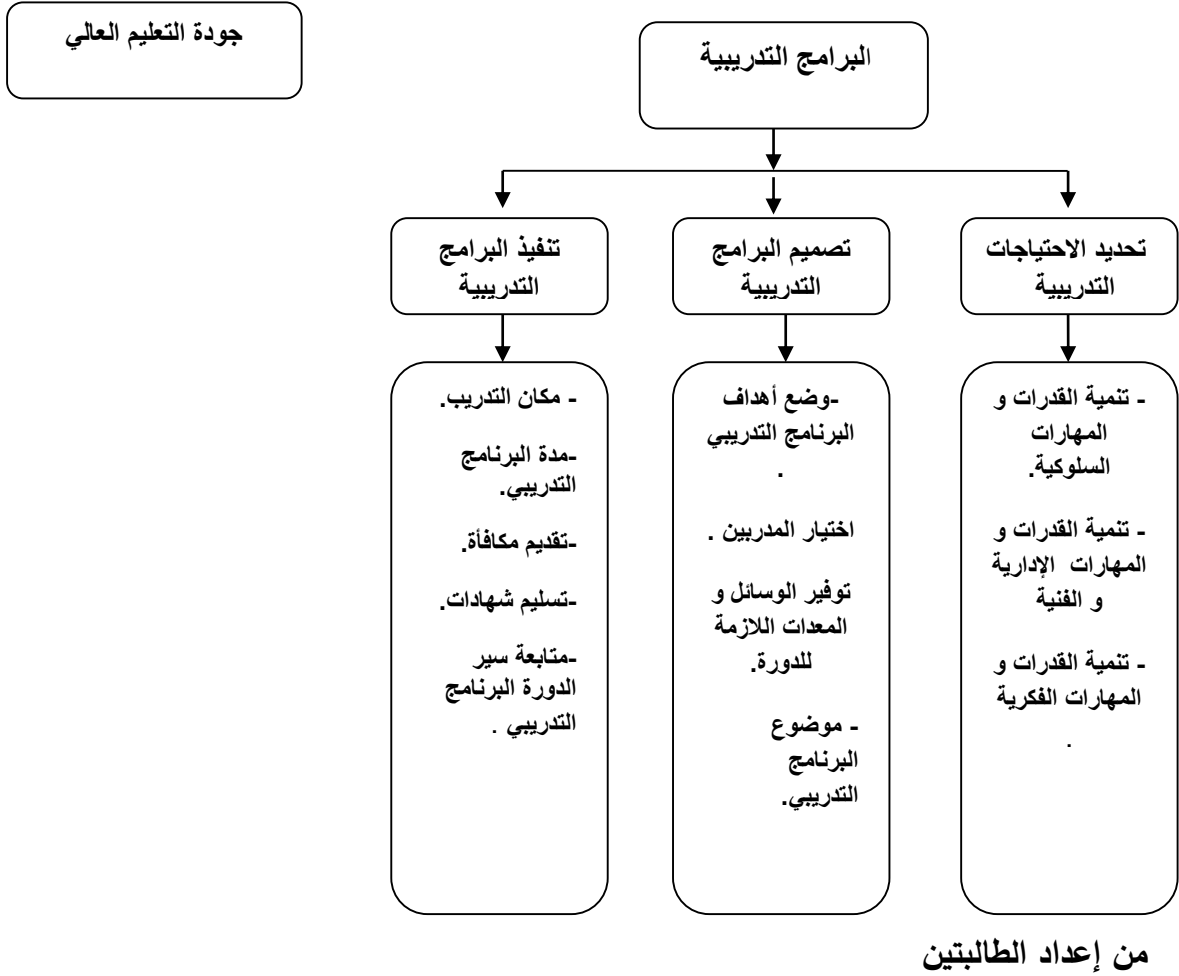 جودة التعليم العالي
البرامج التدريبية
تحديد الاحتياجات
التدريبية
تصميم البرامج
التدريبية
تنفيذ البرامج
التدريبية
- تنمية القدرات و
المهارات
السلوكية.
- تنمية القدرات و
المهارات الإدارية
و الفنية
- تنمية القدرات و
المهارات الفكرية
.
-وضع أهداف
البرنامج التدريبي
.
اختيار المدربين .
توفير الوسائل و
المعدات اللازمة
للدورة.
- موضوع
البرنامج
التدريبي.
- مكان التدريب.
-مدة البرنامج
التدريبي.
-تقديم مكافأة.
-تسليم شهادات.
-متابعة سير
الدورة البرنامج
التدريبي .
من إعداد الطالبتين